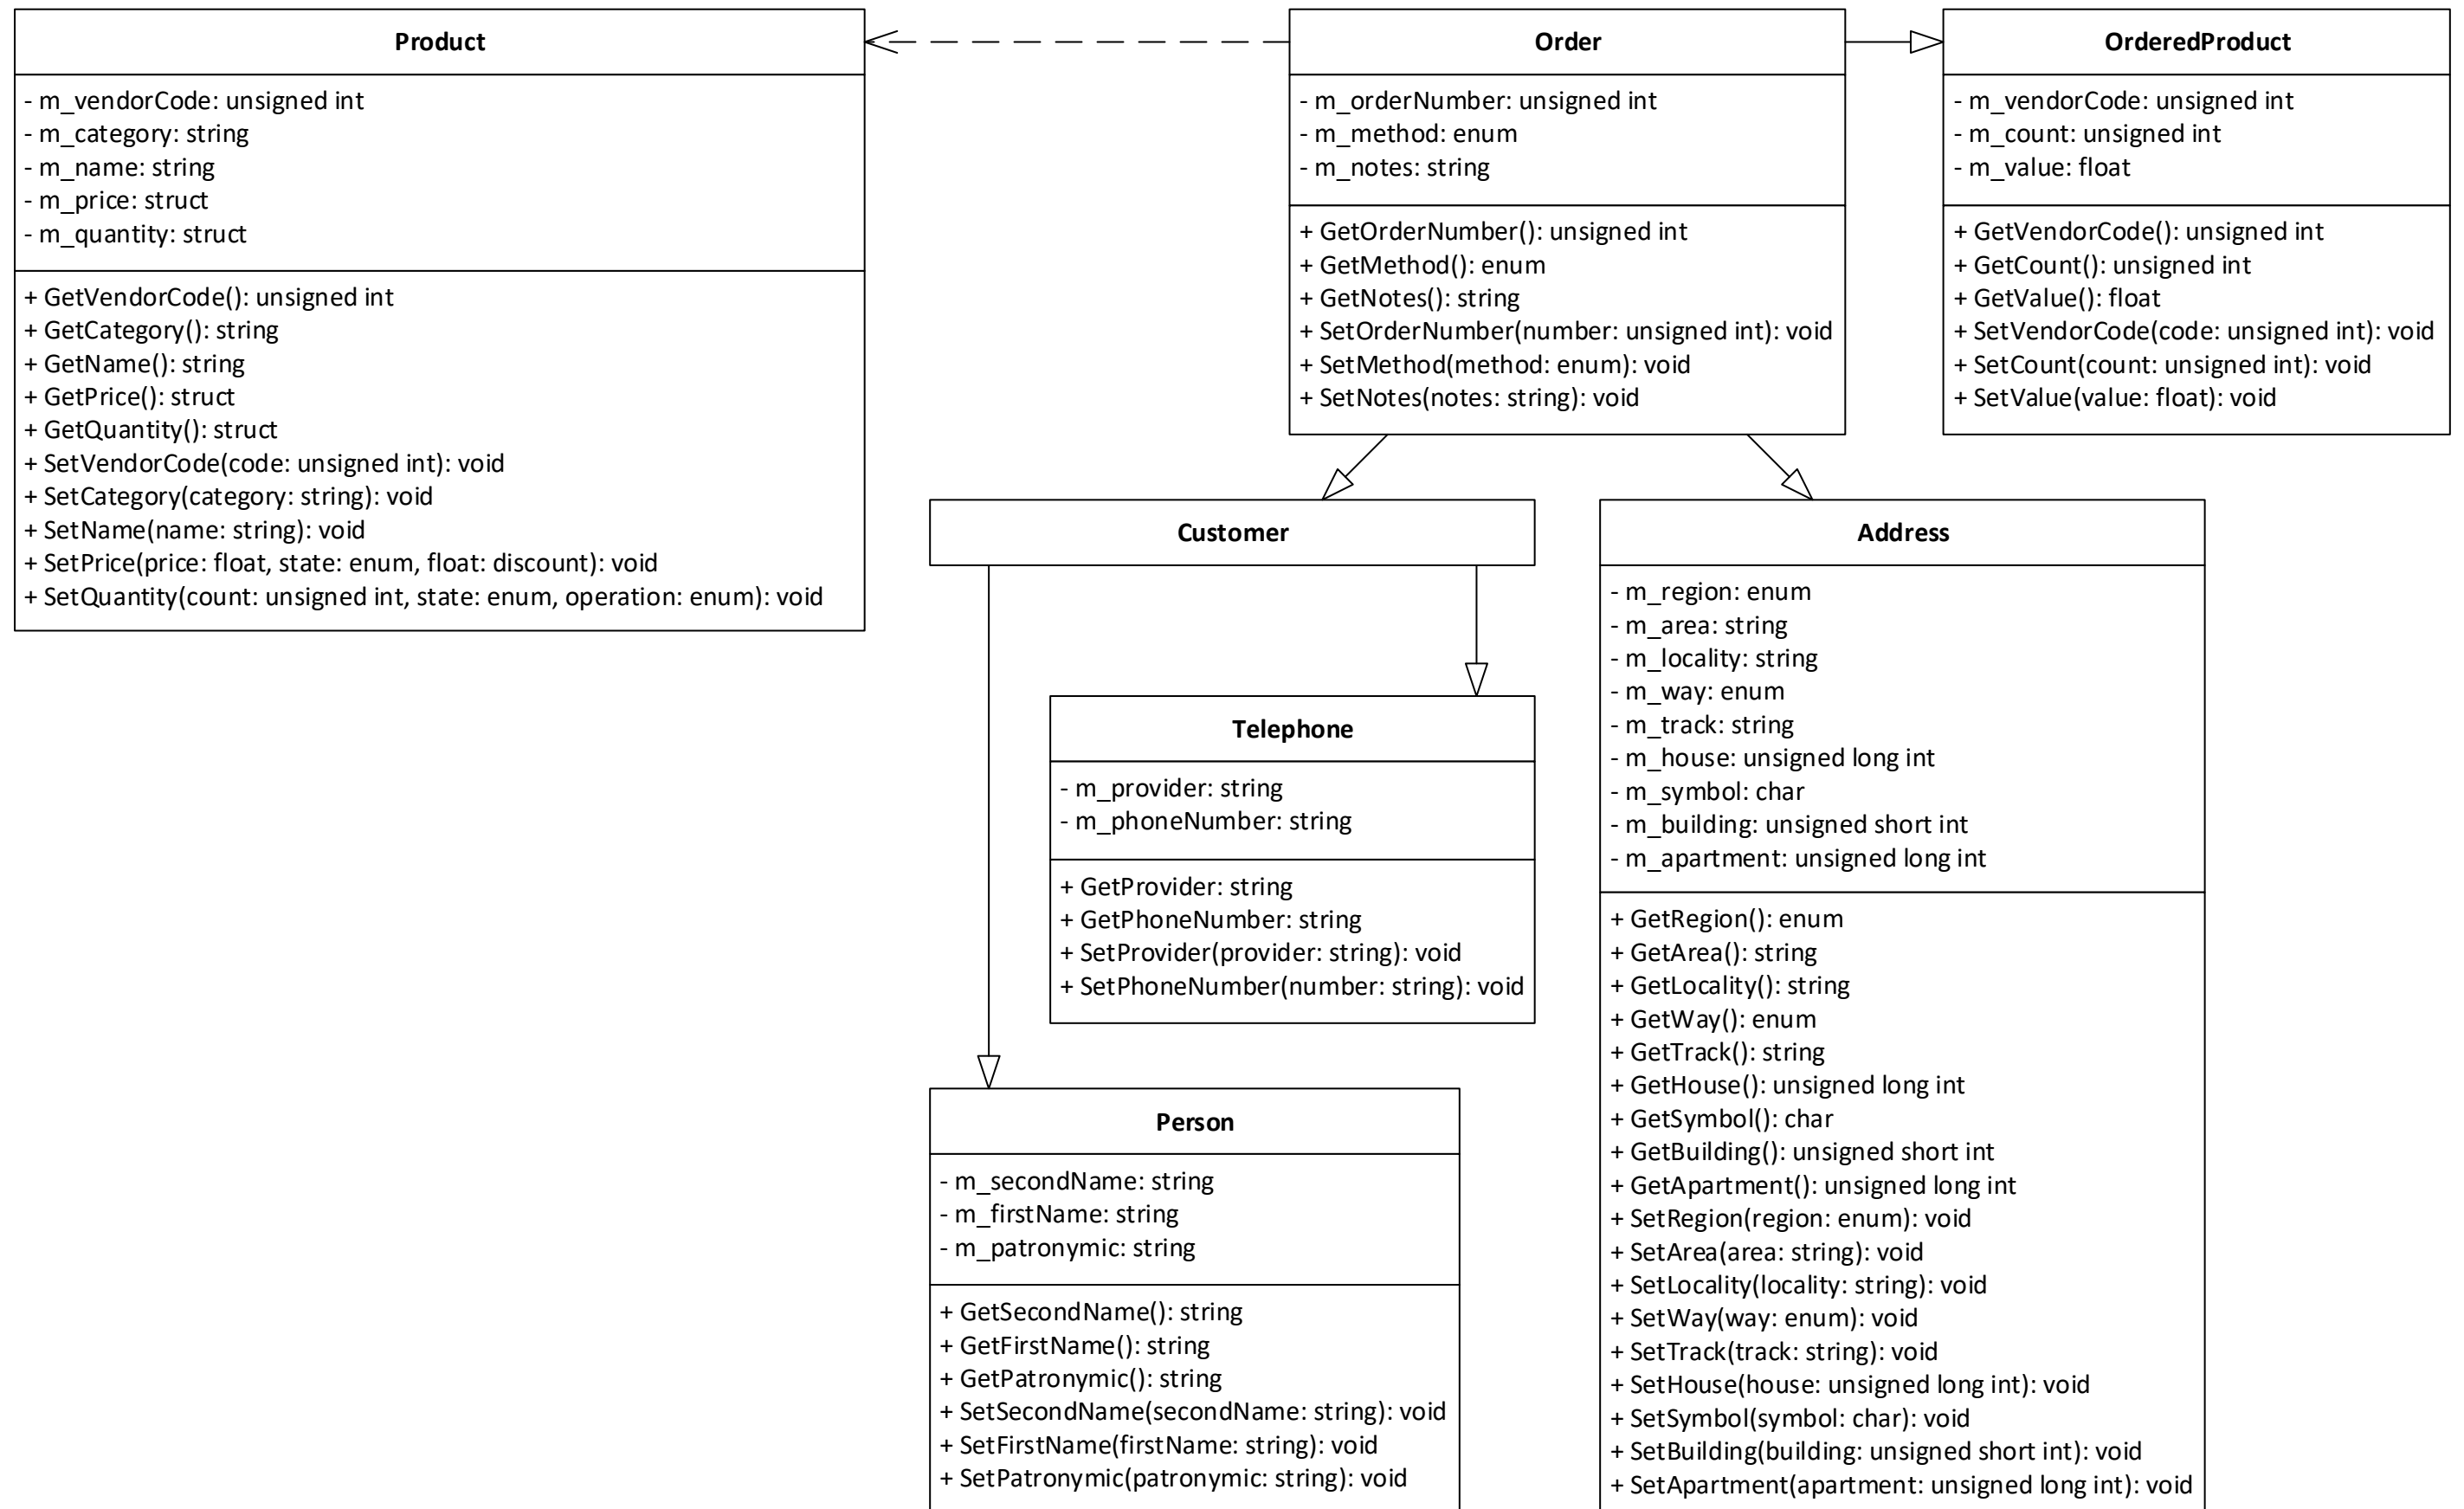 Product
- m_vendorCode: unsigned int
- m_category: string
- m_name: string
- m_price: struct
- m_quantity: struct
+ GetVendorCode(): unsigned int
+ GetCategory(): string
+ GetName(): string
+ GetPrice(): struct
+ GetQuantity(): struct
+ SetVendorCode(code: unsigned int): void
+ SetCategory(category: string): void
+ SetName(name: string): void
+ SetPrice(price: float, state: enum, float: discount): void
+ SetQuantity(count: unsigned int, state: enum, operation: enum): void
Order
- m_orderNumber: unsigned int
- m_method: enum
- m_notes: string
+ GetOrderNumber(): unsigned int
+ GetMethod(): enum
+ GetNotes(): string
+ SetOrderNumber(number: unsigned int): void
+ SetMethod(method: enum): void
+ SetNotes(notes: string): void
OrderedProduct
- m_vendorCode: unsigned int
- m_count: unsigned int
- m_value: float
+ GetVendorCode(): unsigned int
+ GetCount(): unsigned int
+ GetValue(): float
+ SetVendorCode(code: unsigned int): void
+ SetCount(count: unsigned int): void
+ SetValue(value: float): void
Customer
Telephone
- m_provider: string
- m_phoneNumber: string
+ GetProvider: string
+ GetPhoneNumber: string
+ SetProvider(provider: string): void
+ SetPhoneNumber(number: string): void
Person
- m_secondName: string
- m_firstName: string
- m_patronymic: string
+ GetSecondName(): string
+ GetFirstName(): string
+ GetPatronymic(): string
+ SetSecondName(secondName: string): void
+ SetFirstName(firstName: string): void
+ SetPatronymic(patronymic: string): void
Address
- m_region: enum
- m_area: string
- m_locality: string
- m_way: enum
- m_track: string
- m_house: unsigned long int
- m_symbol: char
- m_building: unsigned short int
- m_apartment: unsigned long int
+ GetRegion(): enum
+ GetArea(): string
+ GetLocality(): string
+ GetWay(): enum
+ GetTrack(): string
+ GetHouse(): unsigned long int
+ GetSymbol(): char
+ GetBuilding(): unsigned short int
+ GetApartment(): unsigned long int
+ SetRegion(region: enum): void
+ SetArea(area: string): void
+ SetLocality(locality: string): void
+ SetWay(way: enum): void
+ SetTrack(track: string): void
+ SetHouse(house: unsigned long int): void
+ SetSymbol(symbol: char): void
+ SetBuilding(building: unsigned short int): void
+ SetApartment(apartment: unsigned long int): void